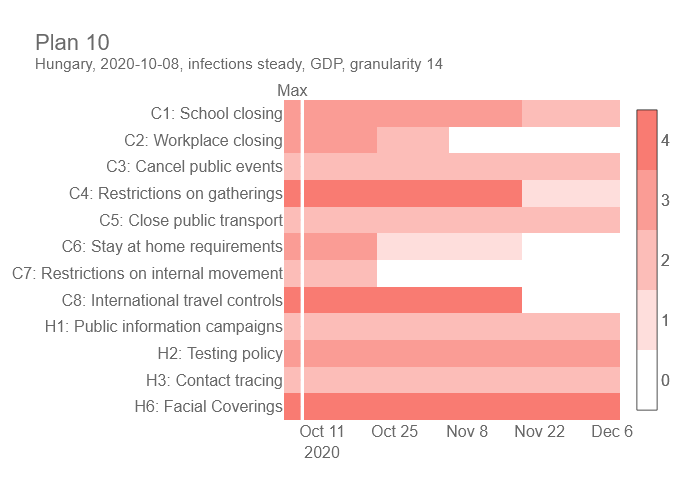 Plan 10
Hungary, 2020-10-08, infections steady, GDP, granularity 14
Max
C1: School closing
C2: Workplace closing
C3: Cancel public events
C4: Restrictions on gatherings
C5: Close public transport
C6: Stay at home requirements
C7: Restrictions on internal movement
C8: International travel controls
H1: Public information campaigns
H2: Testing policy
H3: Contact tracing
H6: Facial Coverings
Oct 11 Oct 25 Nov 8 Nov 22 Dec 6
2020
4
3
2
1
0